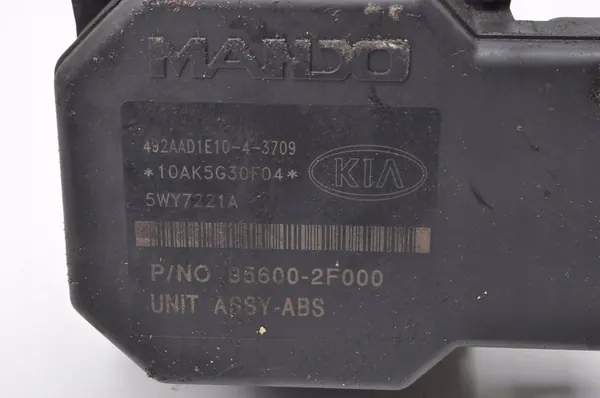 MANDO
492AAD1E10-4-3709
*10AK5G30F04*
KIA
5WY7221A
P/NO 95600-2F000
UNIT ASSY-ABS